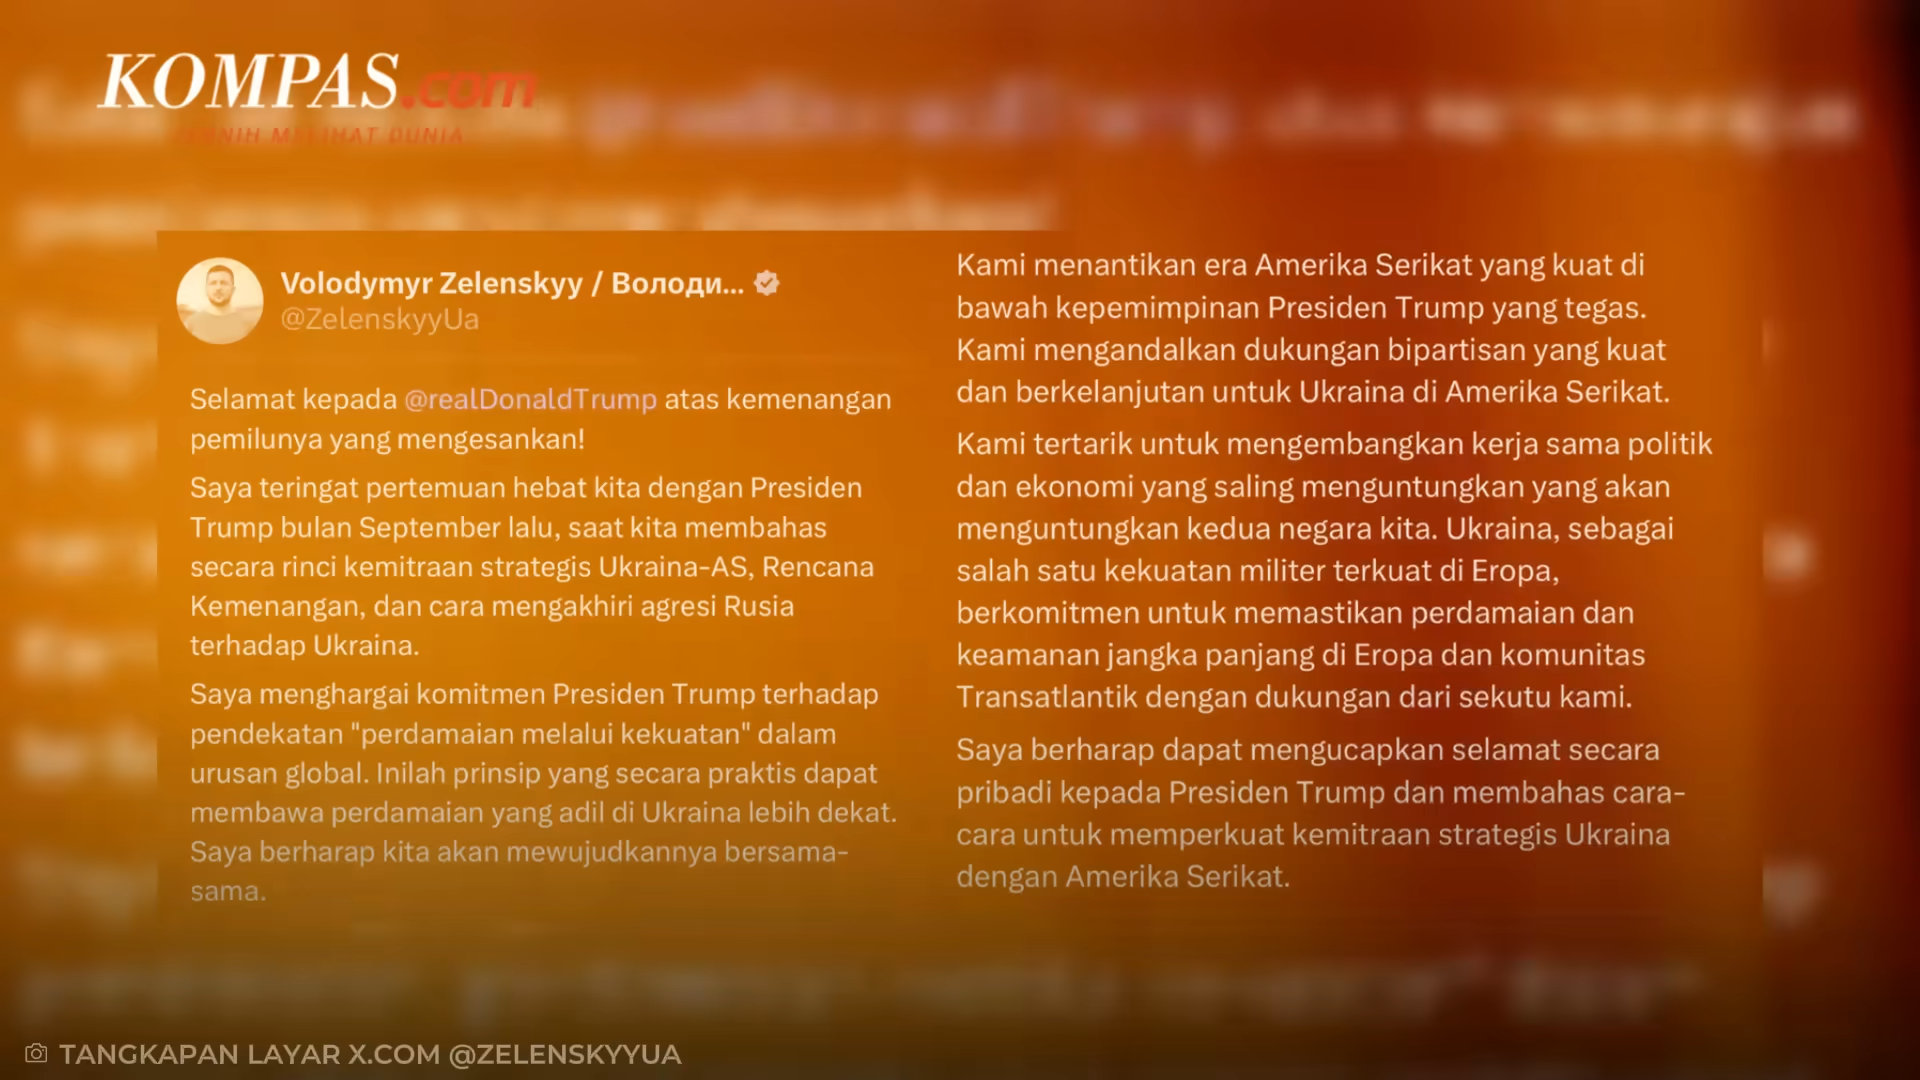 KOMPAS.com
JERNIH MELIHAT DUNIA
Volodymyr Zelenskyy / Володи...
@ZelenskyyUa
Selamat kepada @realDonaldTrump atas kemenangan
pemilunya yang mengesankan!
Saya teringat pertemuan hebat kita dengan Presiden
Trump bulan September lalu, saat kita membahas
secara rinci kemitraan strategis Ukraina-AS, Rencana
Kemenangan, dan cara mengakhiri agresi Rusia
terhadap Ukraina.
Saya menghargai komitmen Presiden Trump terhadap
pendekatan "perdamaian melalui kekuatan" dalam
urusan global. Inilah prinsip yang secara praktis dapat
membawa perdamaian yang adil di Ukraina lebih dekat.
Saya berharap kita akan mewujudkannya bersama-
sama.
Kami menantikan era Amerika Serikat yang kuat di
bawah kepemimpinan Presiden Trump yang tegas.
Kami mengandalkan dukungan bipartisan yang kuat
dan berkelanjutan untuk Ukraina di Amerika Serikat.
Kami tertarik untuk mengembangkan kerja sama politik
dan ekonomi yang saling menguntungkan yang akan
menguntungkan kedua negara kita. Ukraina, sebagai
salah satu kekuatan militer terkuat di Eropa,
berkomitmen untuk memastikan perdamaian dan
keamanan jangka panjang di Eropa dan komunitas
Transatlantik dengan dukungan dari sekutu kami.
Saya berharap dapat mengucapkan selamat secara
pribadi kepada Presiden Trump dan membahas cara-
cara untuk memperkuat kemitraan strategis Ukraina
dengan Amerika Serikat.
TANGKAPAN LAYAR X.COM @ZELENSKYYUA